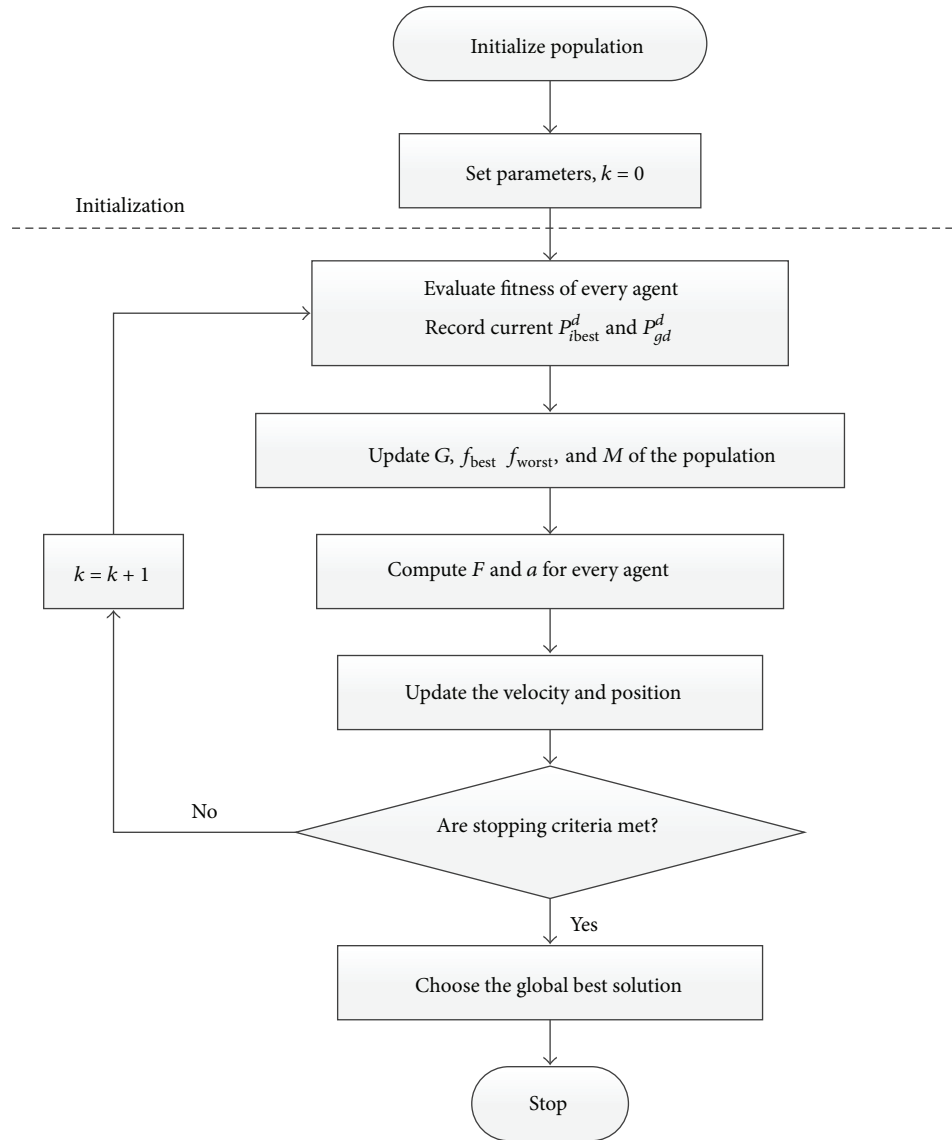 Initialize population
Set parameters, k = 0
Initialization
Evaluate fitness of every agent
Record current P^d_ibest and P^d_gd
Update G, f_best f_worst, and M of the population
k = k + 1
Compute F and a for every agent
Update the velocity and position
No
Are stopping criteria met?
Yes
Choose the global best solution
Stop